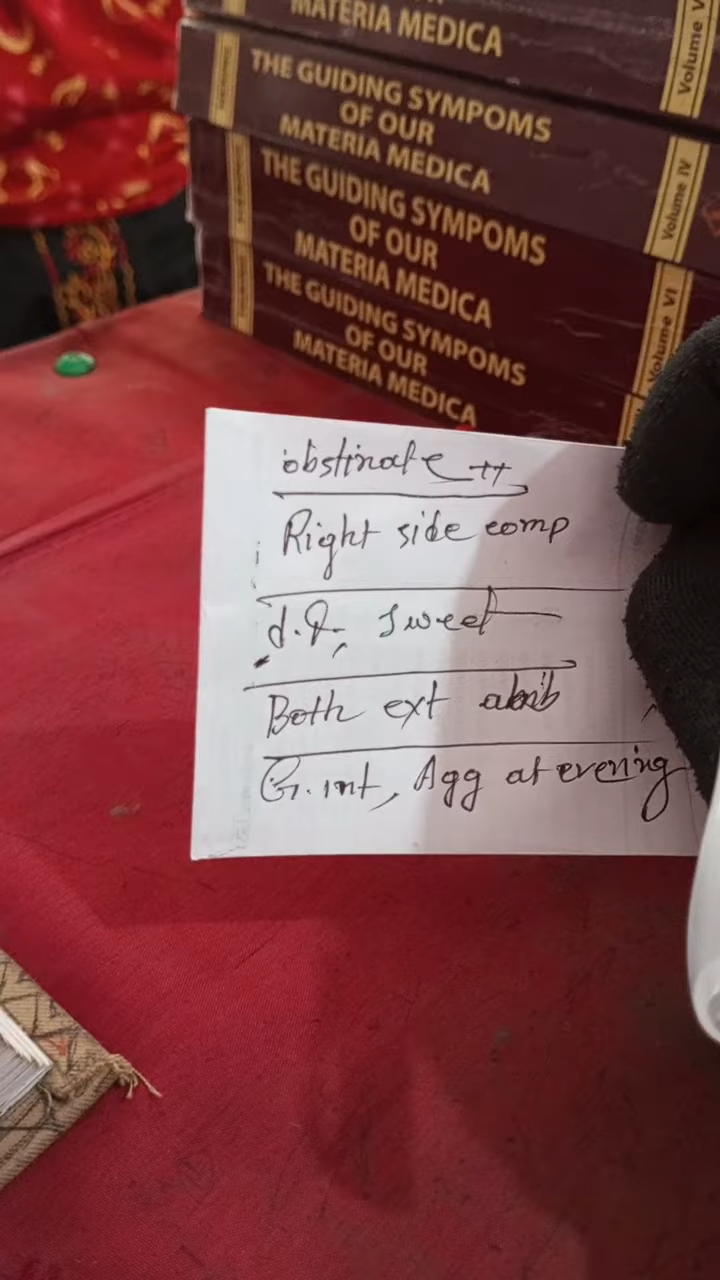 MATERIA MEDICA
Volume V
THE GUIDING SYMPOMS
OF OUR
MATERIA MEDICA
Volume IV
THE GUIDING SYMPOMS
OF OUR
MATERIA MEDICA
Volume VI
THE GUIDING SYMPOMS
OF OUR
MATERIA MEDICA
obstinate ++
Right side comp
d.Q, sweet
Both ext
G.int, Agg at evening